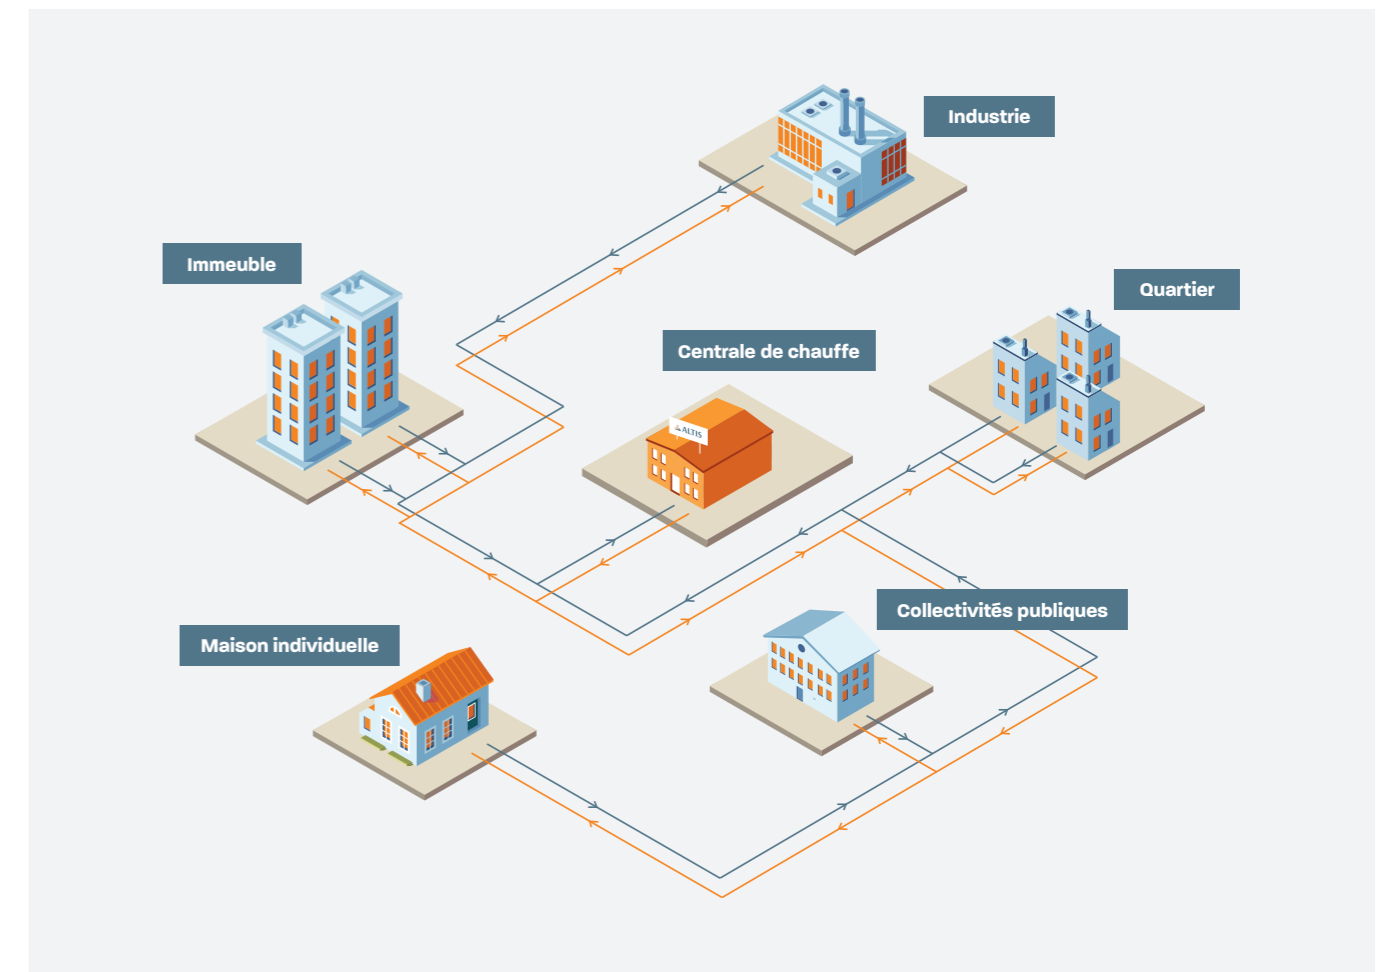 Industrie
Immeuble
Quartier
Centrale de chauffe
ALTIS
Collectivités publiques
Maison individuelle